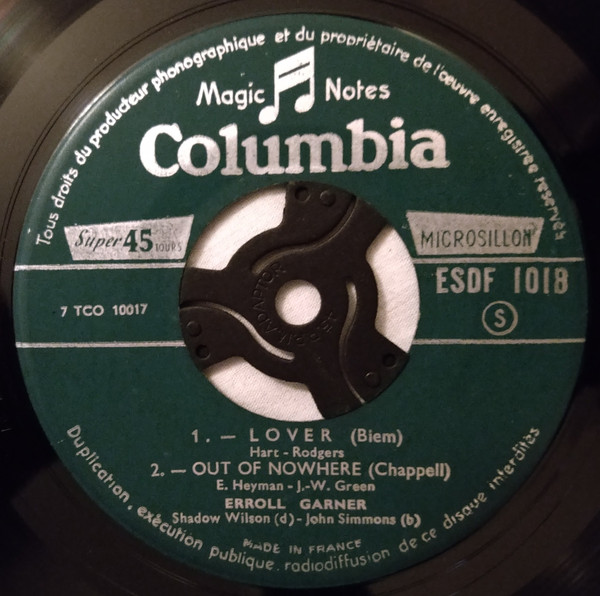 Tous droits du producteur phonographique et du propriétaire de l'œuvre enregistrée réservés
Magic Notes
Columbia
Super 45 TOURS
MICROSILLON
ESDF 1018
7 TCO 10017
S
1. — LOVER (Biem)
Hart - Rodgers
2. — OUT OF NOWHERE (Chappell)
E. Heyman - J.-W. Green
ERROLL GARNER
Shadow Wilson (d) - John Simmons (b)
MADE IN FRANCE
Duplication, exécution publique, radiodiffusion de ce disque interdites